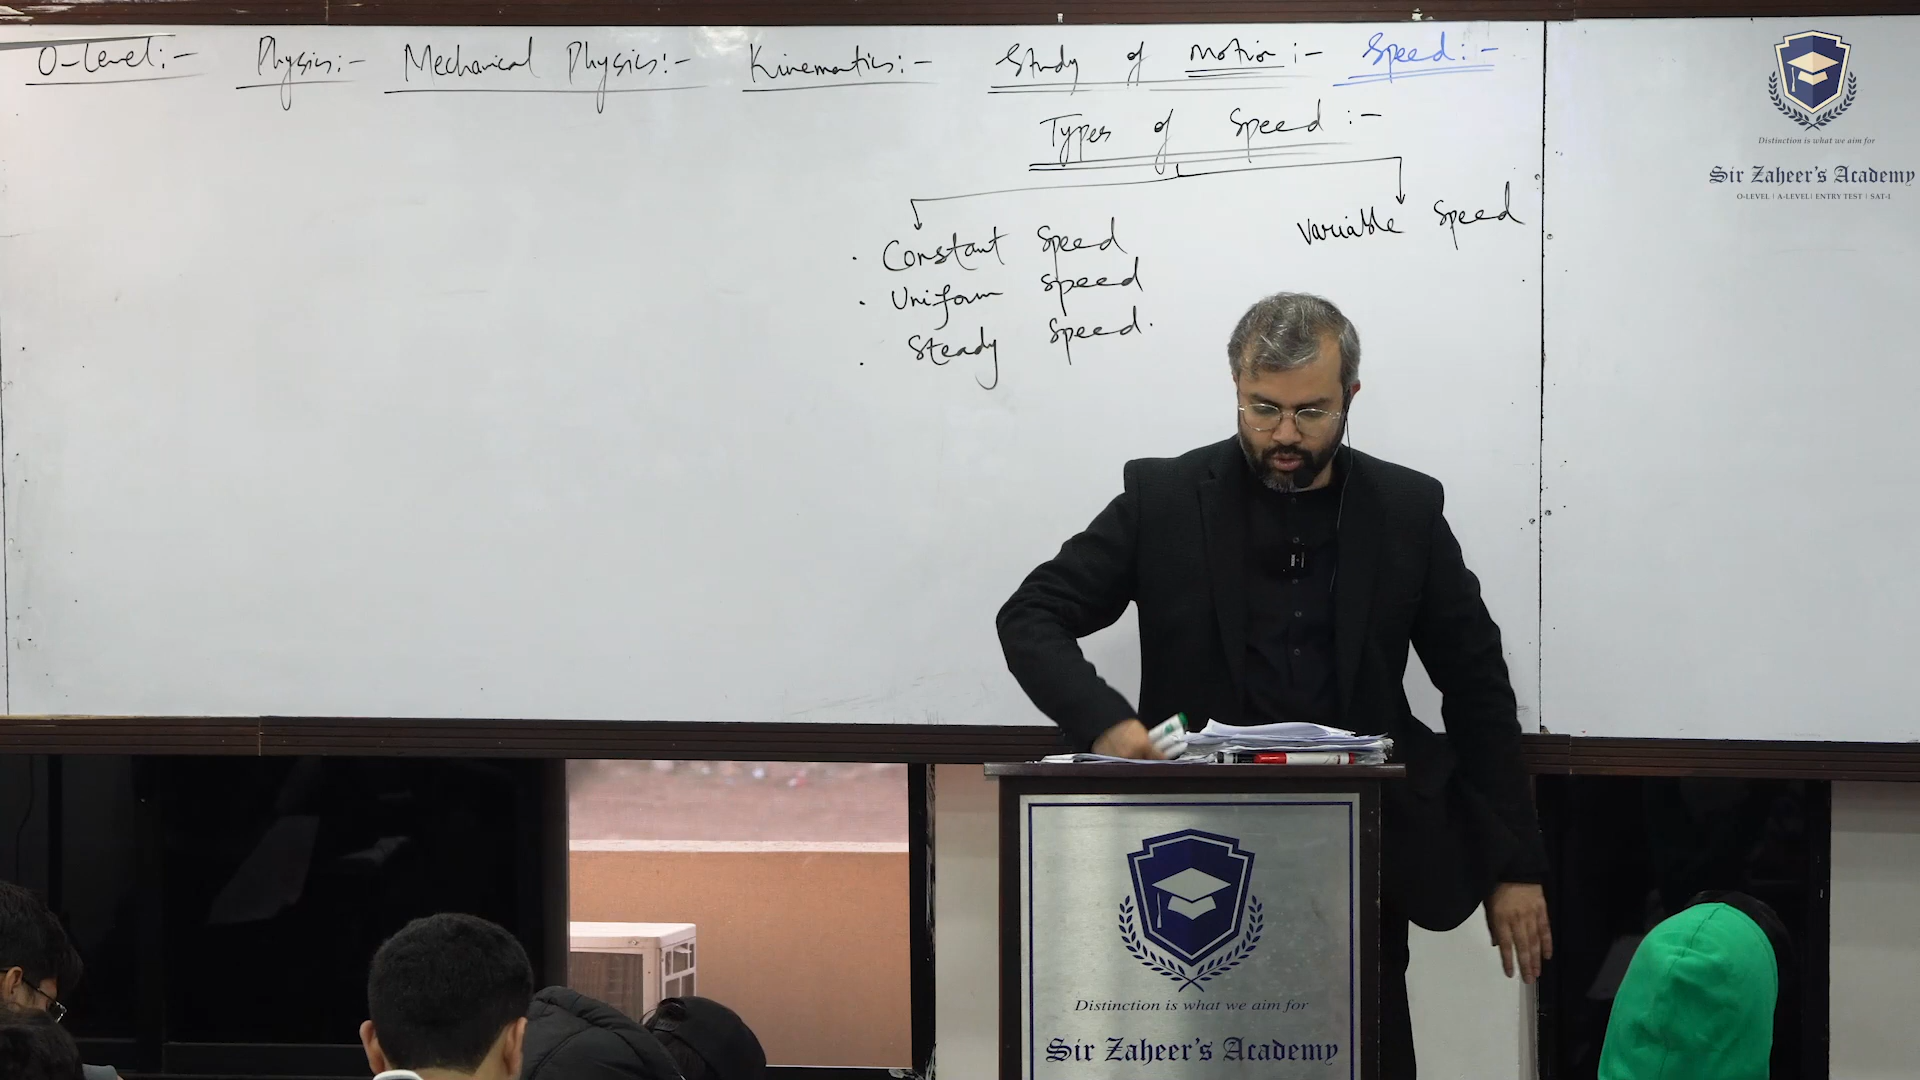 O-Level:- Physics:- Mechanical Physics:- Kinematics:- Study of Motion:- Speed:-
Types of Speed:-
Constant Speed
Variable Speed
· Uniform Speed
· Steady Speed.
Distinction is what we aim for
Sir Zaheer's Academy
O-LEVEL | A-LEVEL | ENTRY TEST | SAT-I
Distinction is what we aim for
Sir Zaheer's Academy